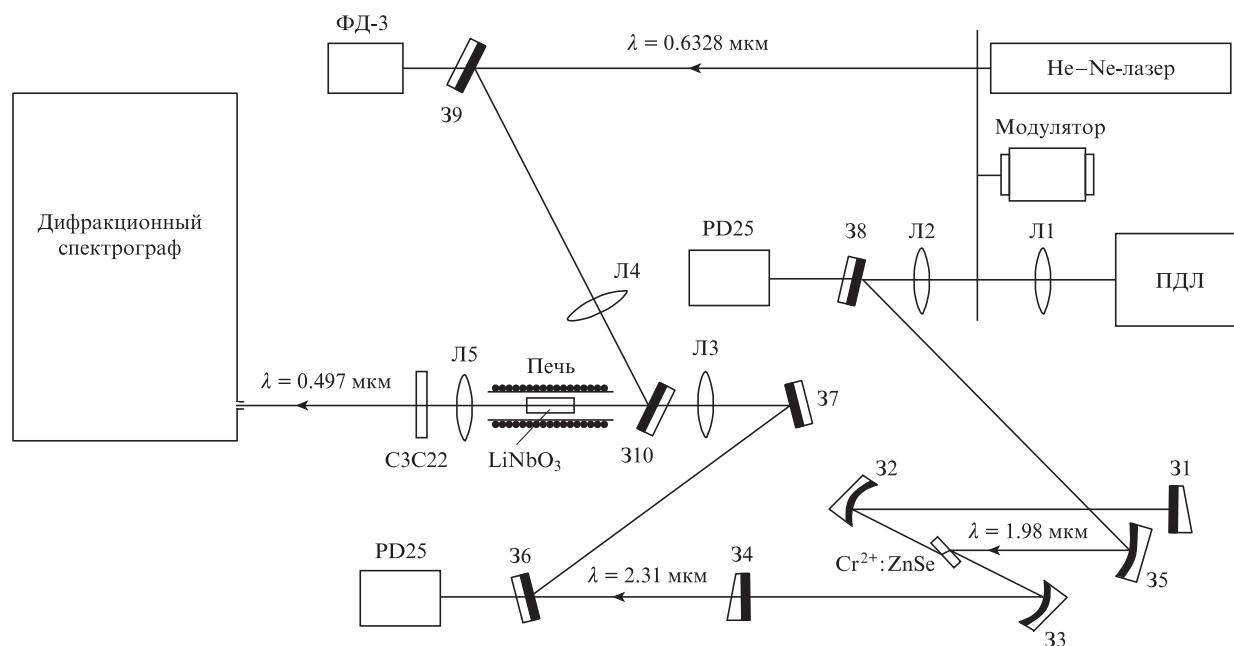 ФД-3
λ = 0.6328 мкм
He–Ne-лазер
З9
Модулятор
Дифракционный
спектрограф
PD25
З8
Л2
Л1
ПДЛ
Л4
Л5
Печь
Л3
λ = 0.497 мкм
З7
СЗС22
LiNbO₃
З10
З2
З1
λ = 1.98 мкм
PD25
З6
λ = 2.31 мкм
З4
Cr²⁺:ZnSe
З5
З3